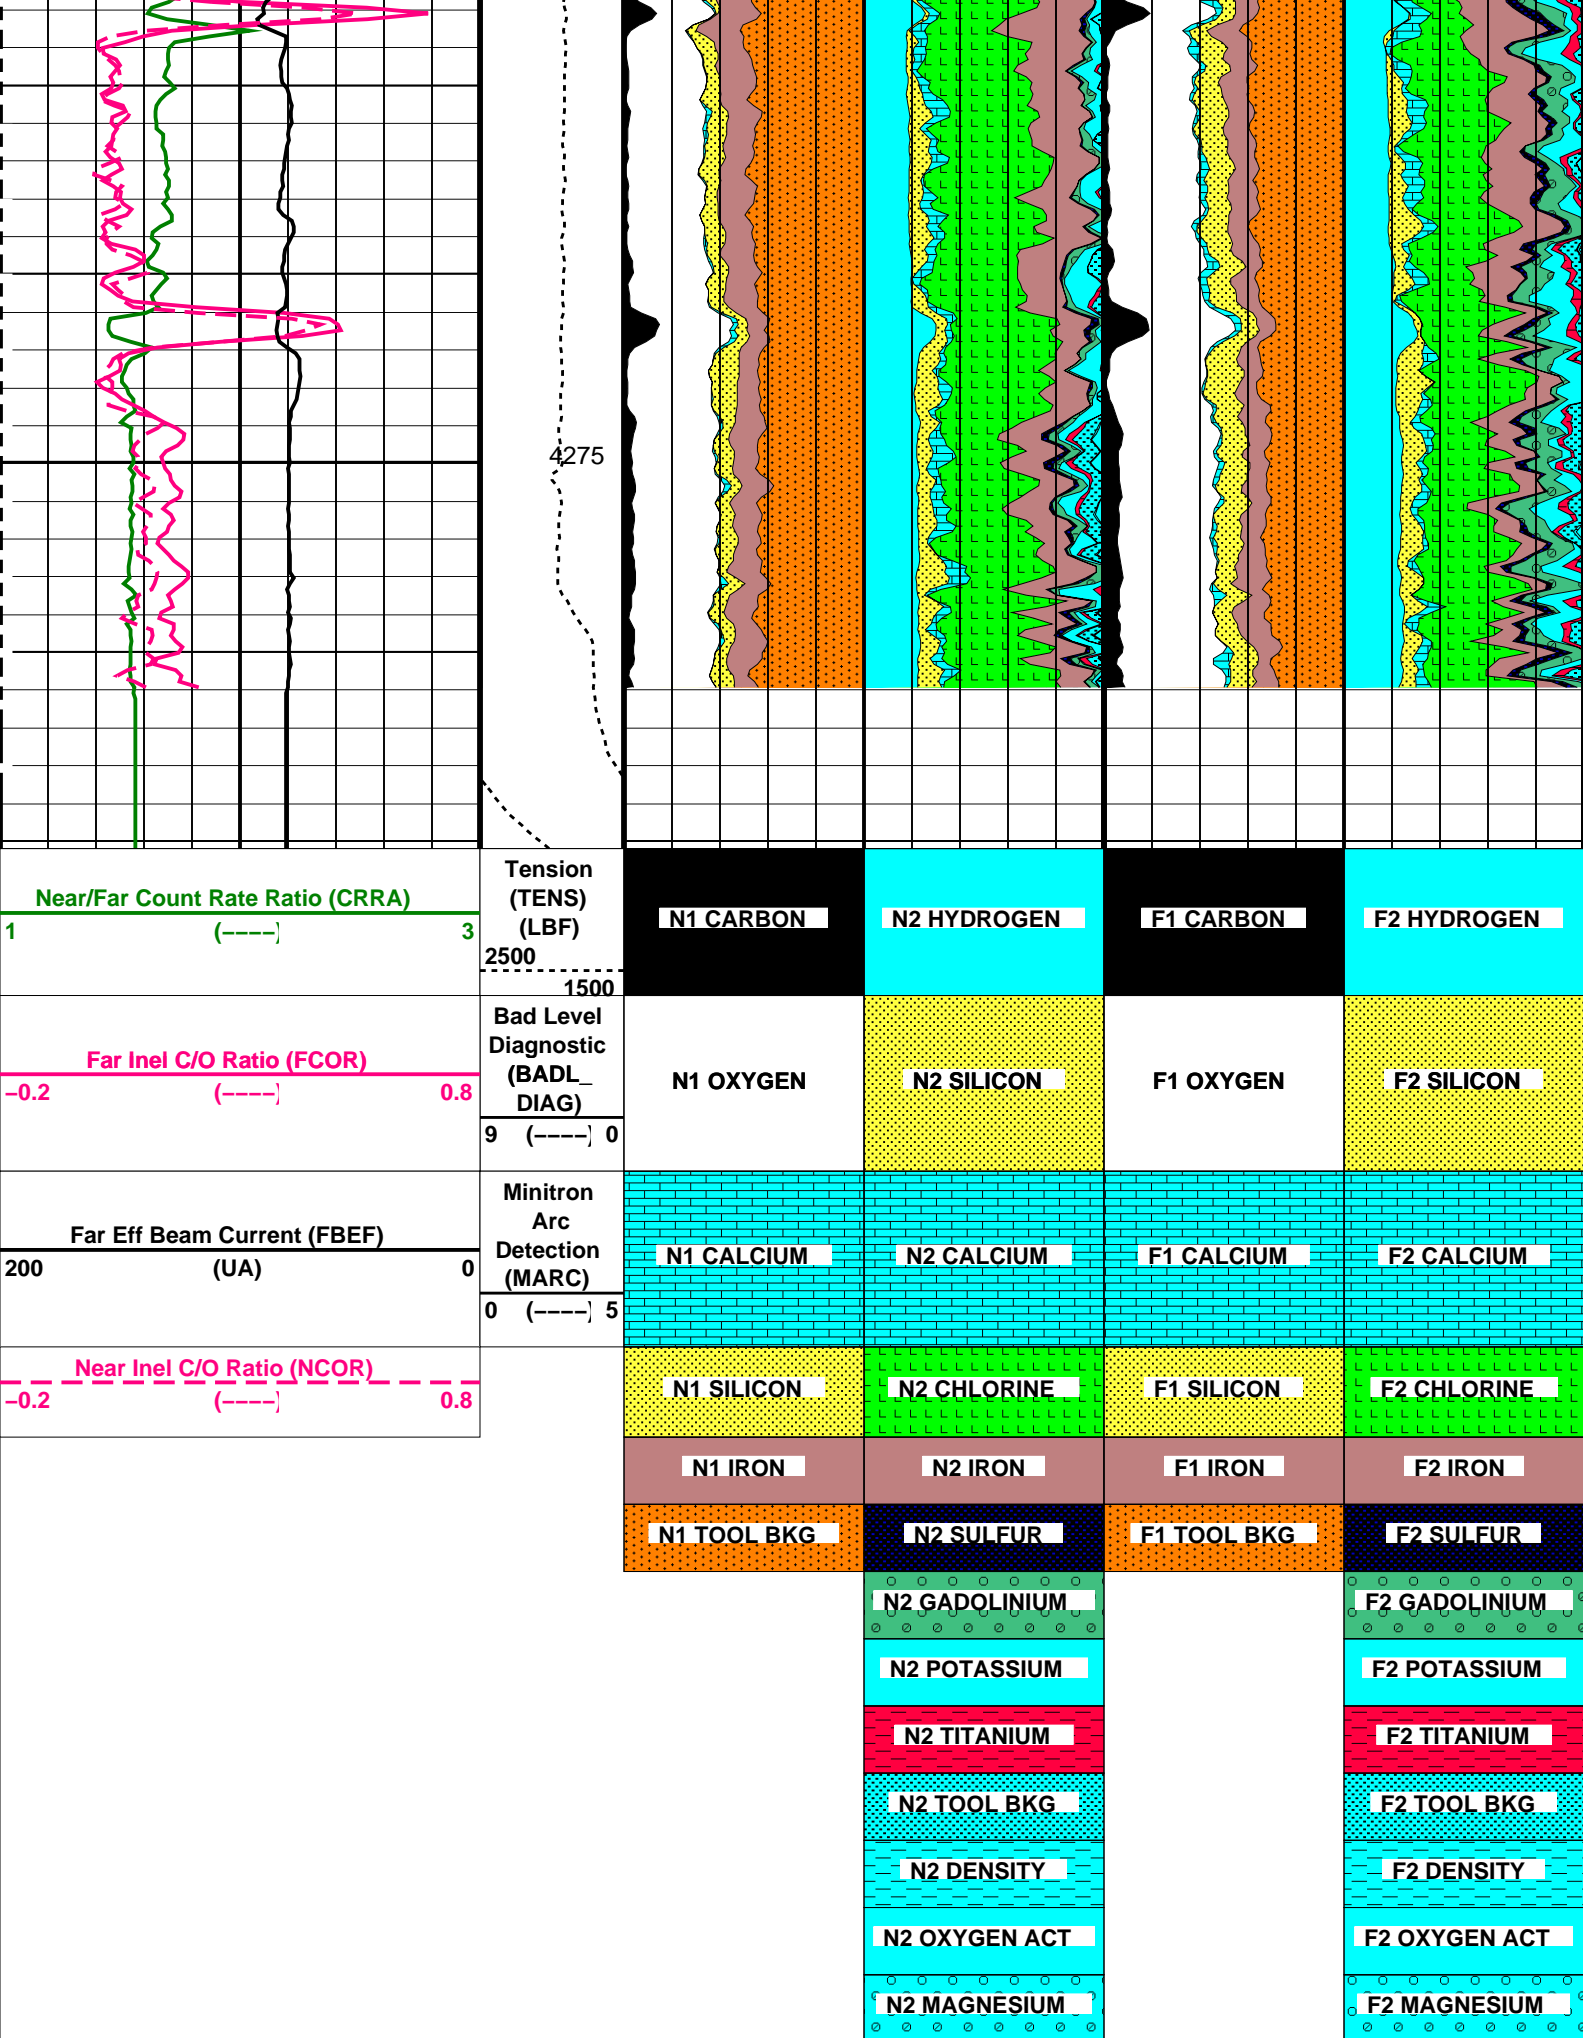 4275
Near/Far Count Rate Ratio (CRRA)
1 (----) 3
Tension
(TENS)
(LBF)
2500
1500
N1 CARBON
N2 HYDROGEN
F1 CARBON
F2 HYDROGEN
Far Inel C/O Ratio (FCOR)
-0.2 (----) 0.8
Bad Level
Diagnostic
(BADL_
DIAG)
9 (----) 0
N1 OXYGEN
N2 SILICON
F1 OXYGEN
F2 SILICON
Far Eff Beam Current (FBEF)
200 (UA) 0
Minitron
Arc
Detection
(MARC)
0 (----) 5
N1 CALCIUM
N2 CALCIUM
F1 CALCIUM
F2 CALCIUM
Near Inel C/O Ratio (NCOR)
-0.2 (----) 0.8
N1 SILICON
N2 CHLORINE
F1 SILICON
F2 CHLORINE
N1 IRON
N2 IRON
F1 IRON
F2 IRON
N1 TOOL BKG
N2 SULFUR
F1 TOOL BKG
F2 SULFUR
N2 GADOLINIUM
F2 GADOLINIUM
N2 POTASSIUM
F2 POTASSIUM
N2 TITANIUM
F2 TITANIUM
N2 TOOL BKG
F2 TOOL BKG
N2 DENSITY
F2 DENSITY
N2 OXYGEN ACT
F2 OXYGEN ACT
N2 MAGNESIUM
F2 MAGNESIUM